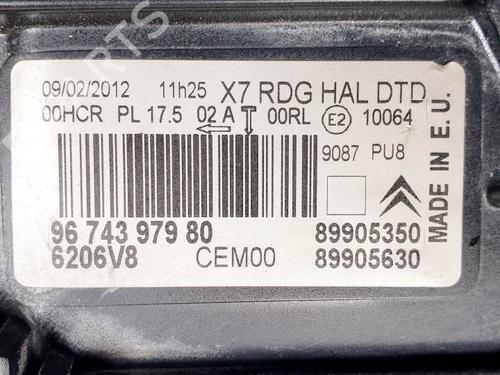 09/02/2012 11h25 X7 RDG HAL DTD
00HCR PL 17.5 02 A 00RL E2 10064
9087 PU8
MADE IN E.U.
96 743 979 80 89905350
6206V8 CEM00 89905630